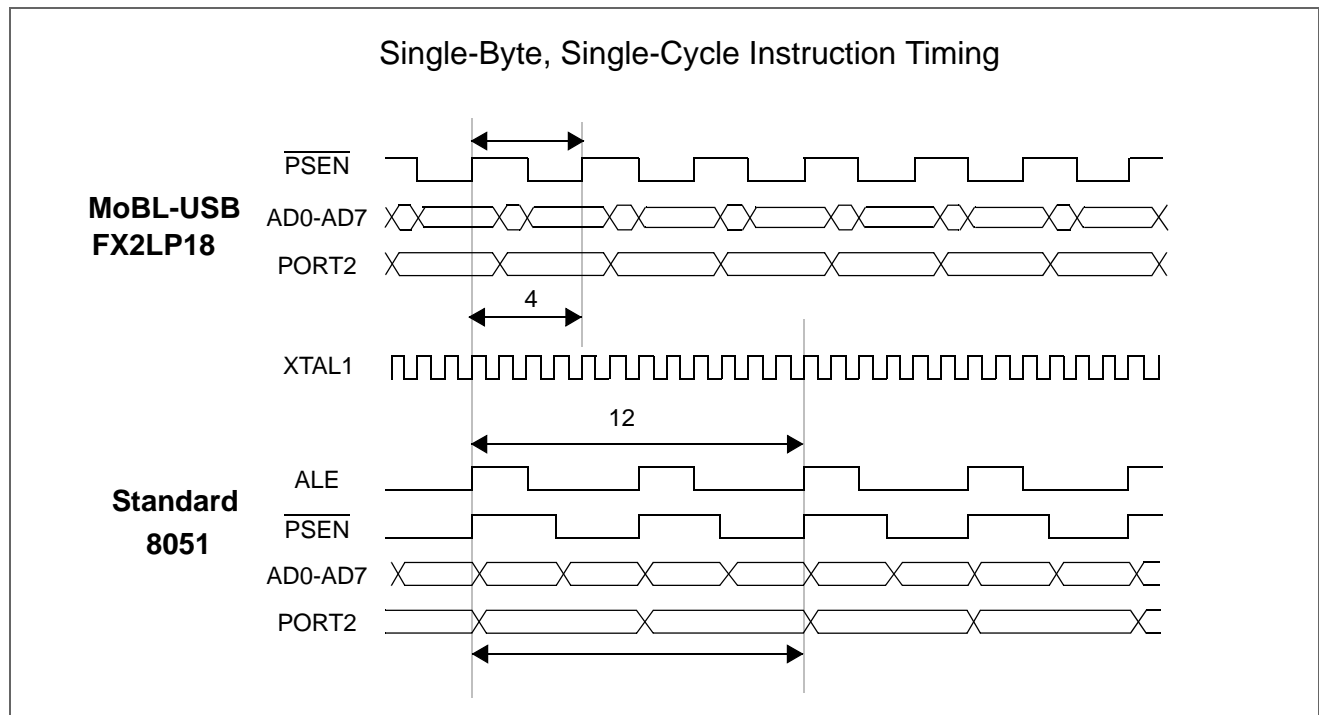 Single-Byte, Single-Cycle Instruction Timing
PSEN
MoBL-USB
FX2LP18
AD0-AD7
PORT2
4
XTAL1
12
ALE
Standard
8051
PSEN
AD0-AD7
PORT2